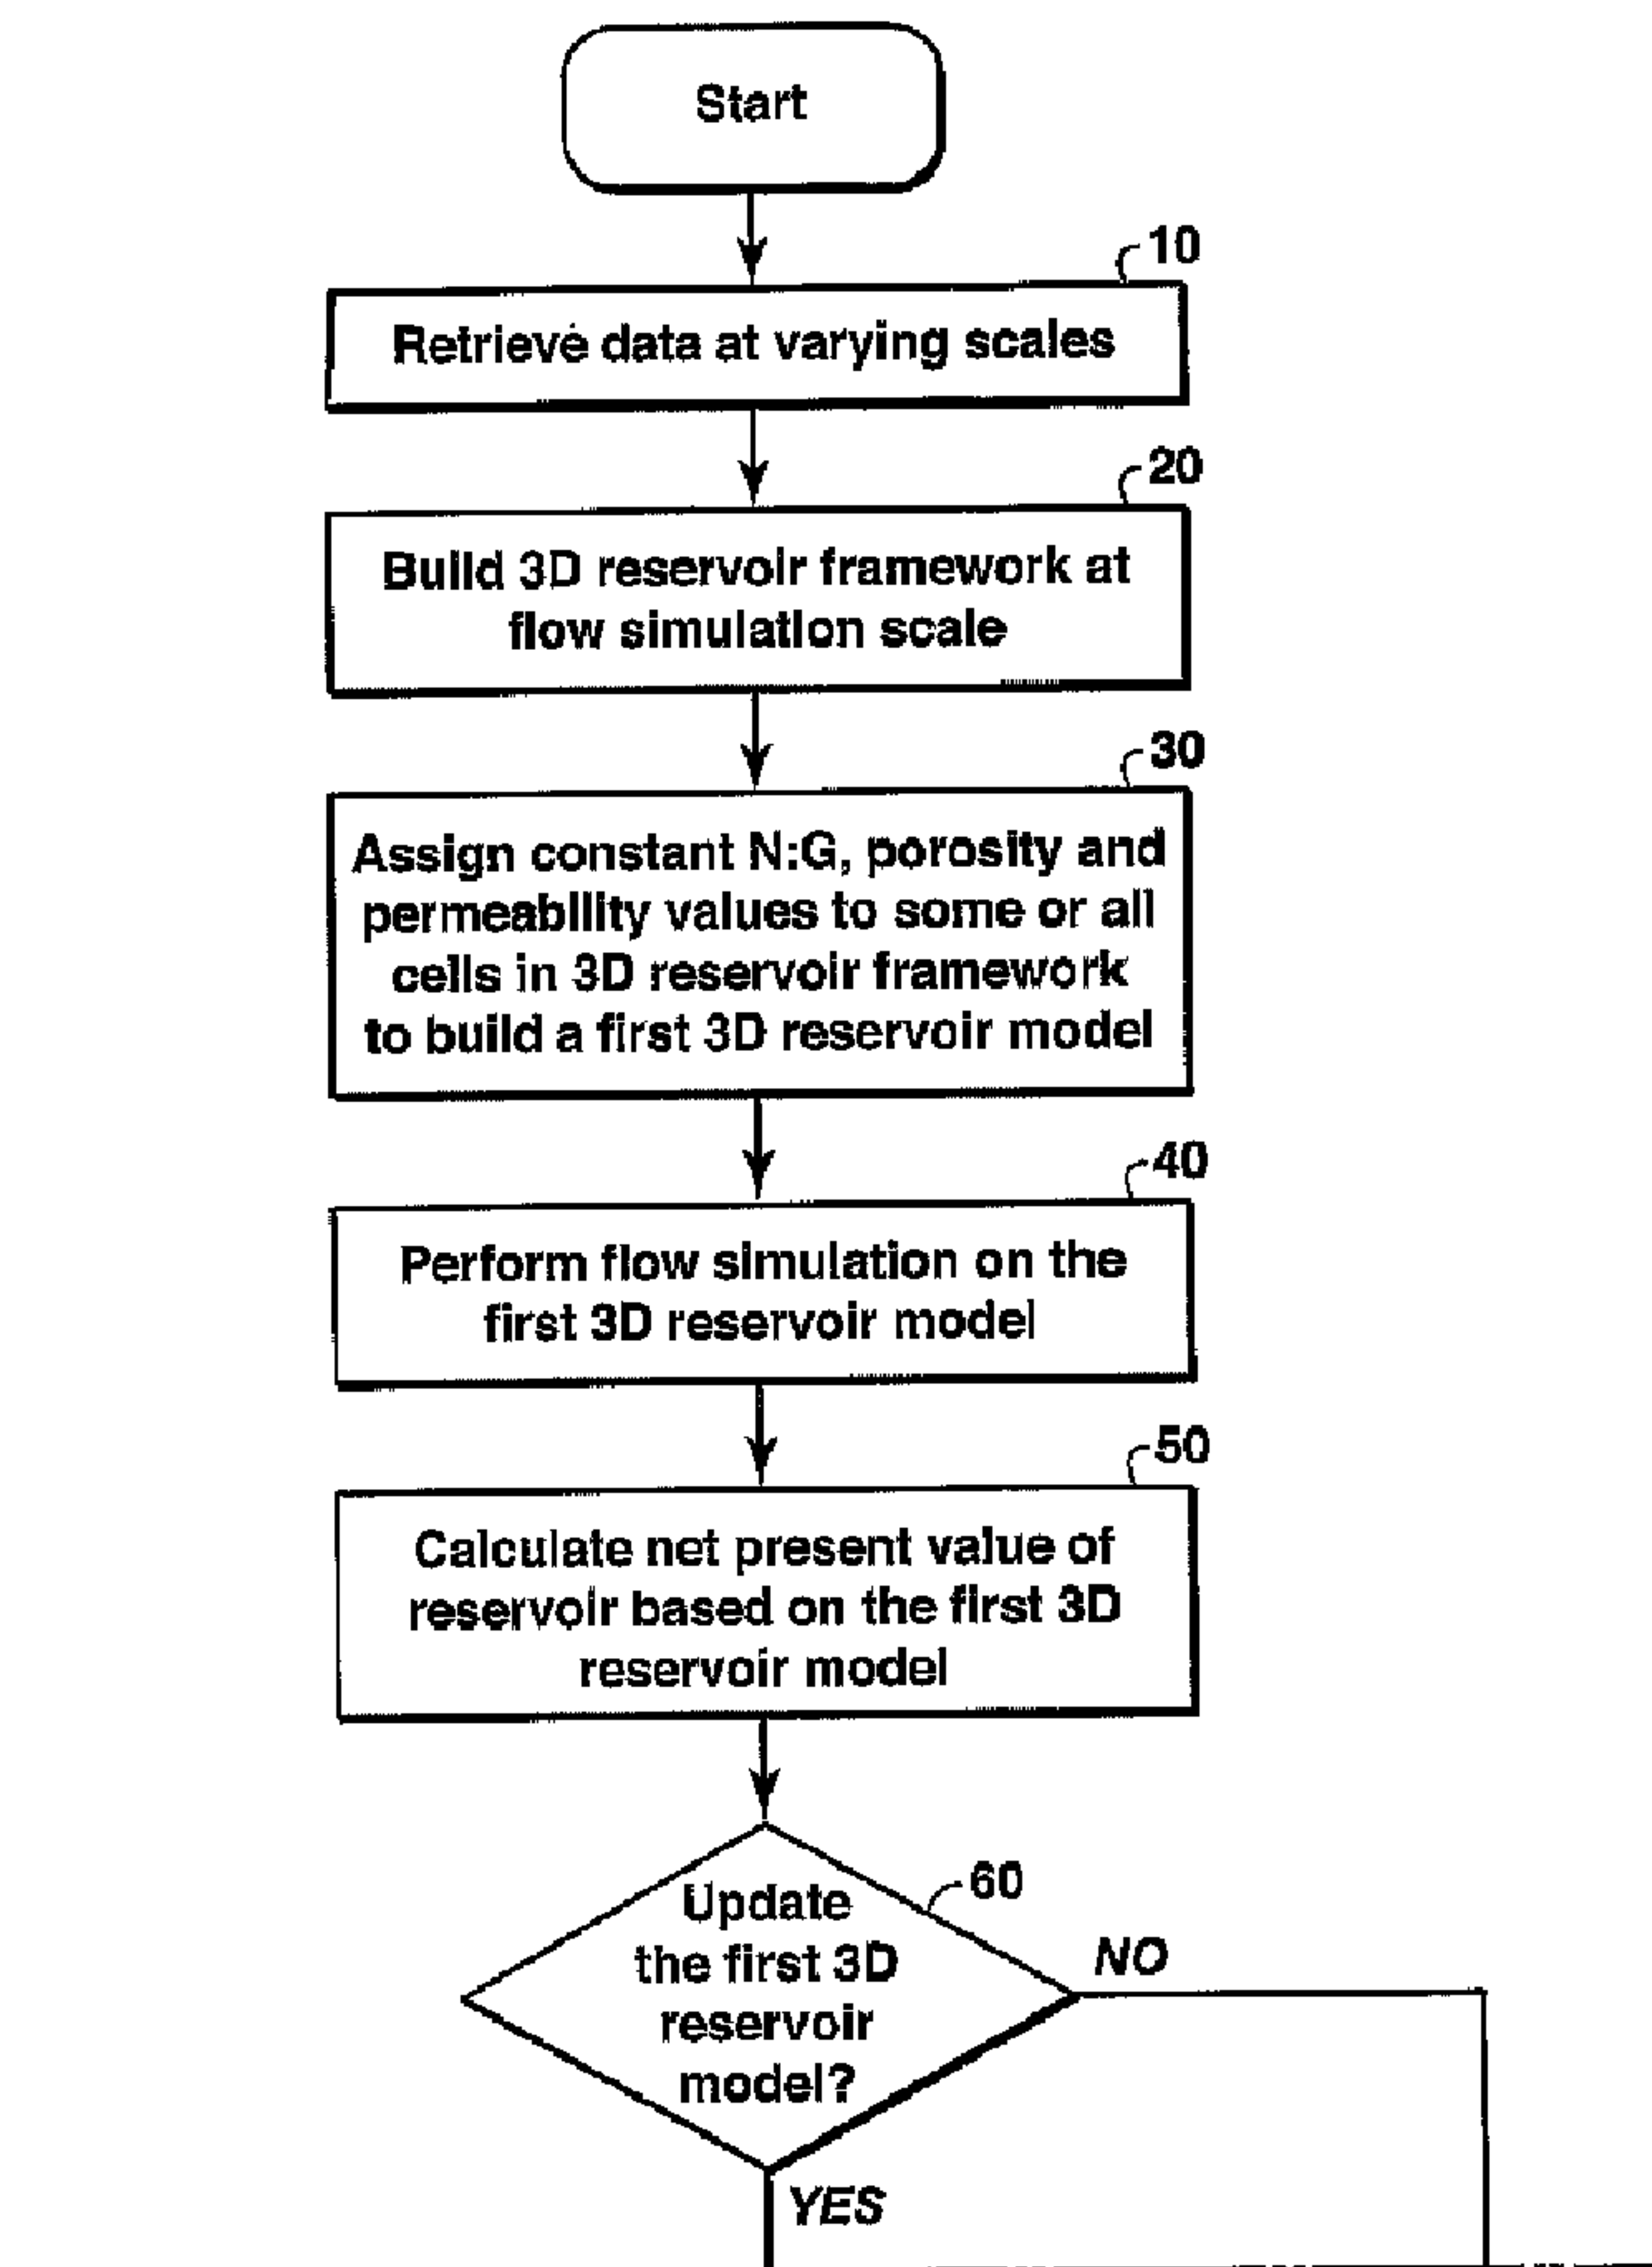 Start
10
Retrieve data at varying scales
20
Build 3D reservoir framework at
flow simulation scale
30
Assign constant N:G, porosity and
permeability values to some or all
cells in 3D reservoir framework
to build a first 3D reservoir model
40
Perform flow simulation on the
first 3D reservoir model
50
Calculate net present value of
reservoir based on the first 3D
reservoir model
60
Update
the first 3D
reservoir
model?
NO
YES